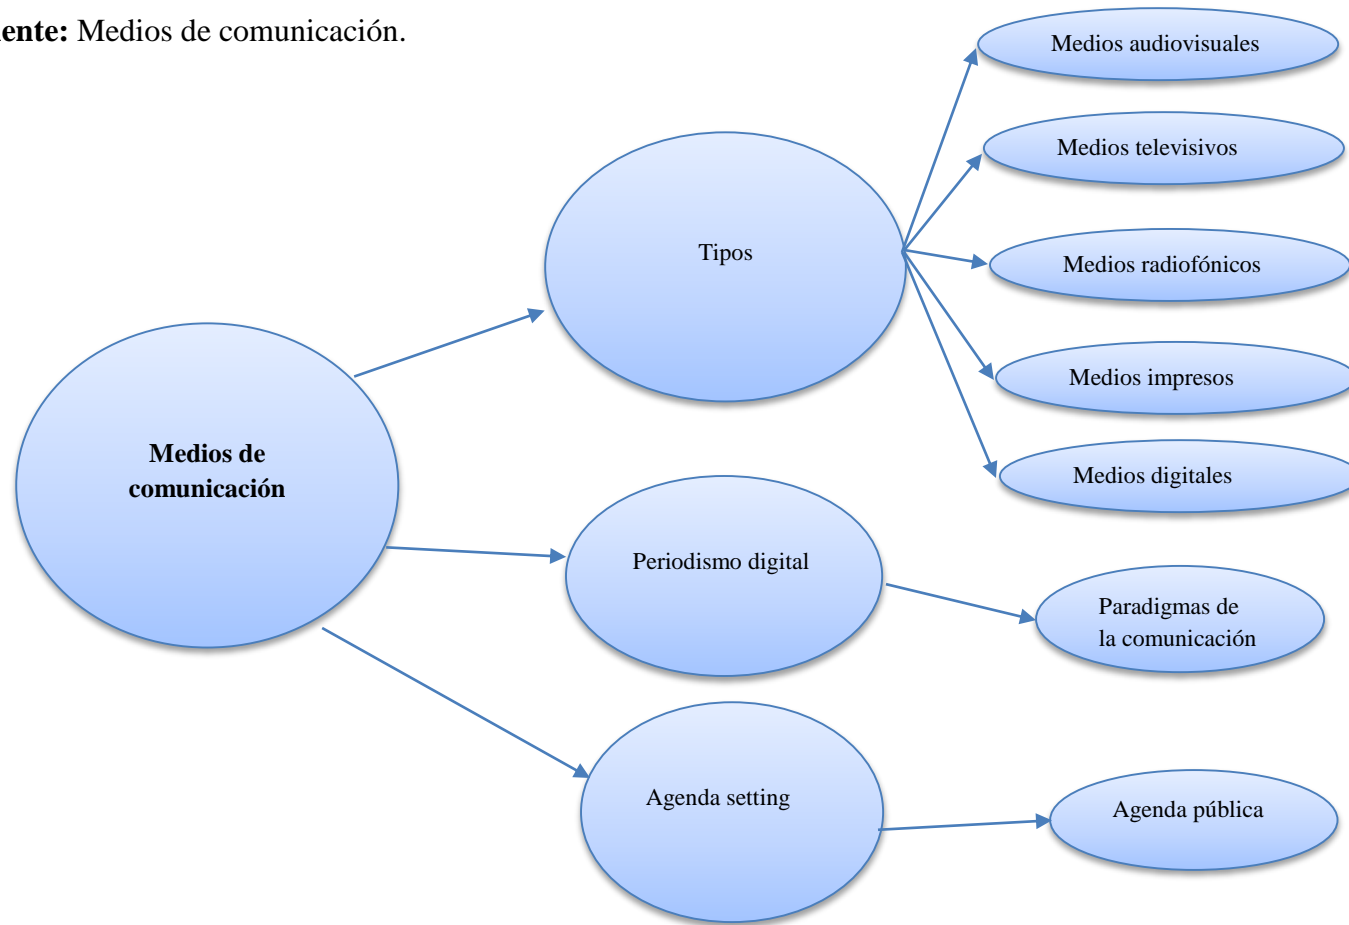 ente: Medios de comunicación.
Medios audiovisuales
Medios televisivos
Tipos
Medios radiofónicos
Medios impresos
Medios de
comunicación
Medios digitales
Periodismo digital
Paradigmas de
la comunicación
Agenda setting
Agenda pública